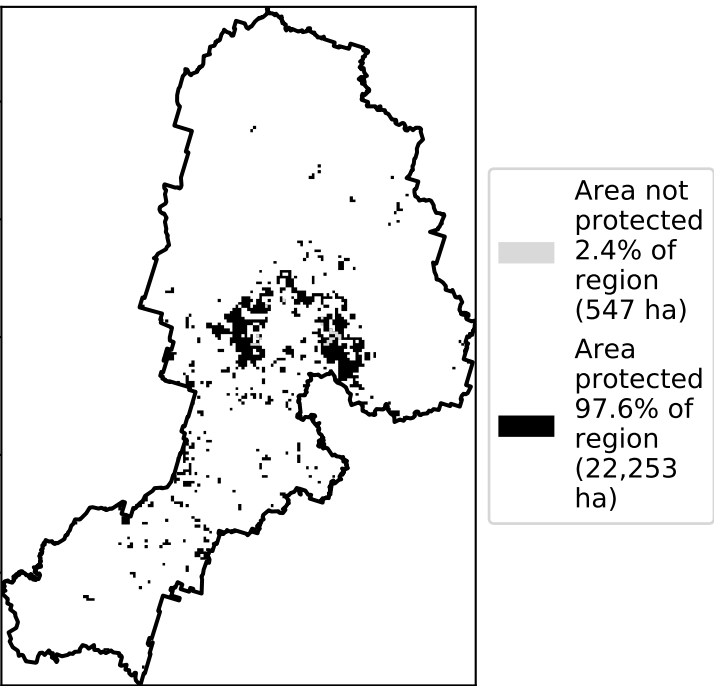 Area not
protected
2.4% of
region
(547 ha)
Area
protected
97.6% of
region
(22,253
ha)